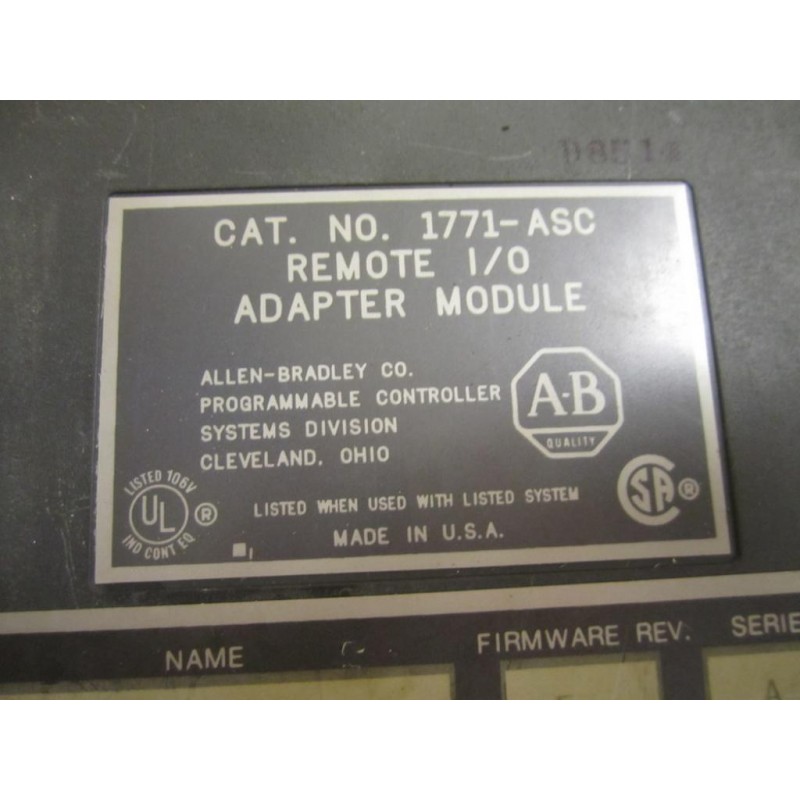 CAT. NO. 1771-ASC
REMOTE I/O
ADAPTER MODULE
ALLEN-BRADLEY CO.
PROGRAMMABLE CONTROLLER
SYSTEMS DIVISION
CLEVELAND, OHIO
A-B
QUALITY
LISTED 106V
UL ®
IND CONT EQ
LISTED WHEN USED WITH LISTED SYSTEM
MADE IN U.S.A.
SA ®
NAME
FIRMWARE REV.
SERIE
A